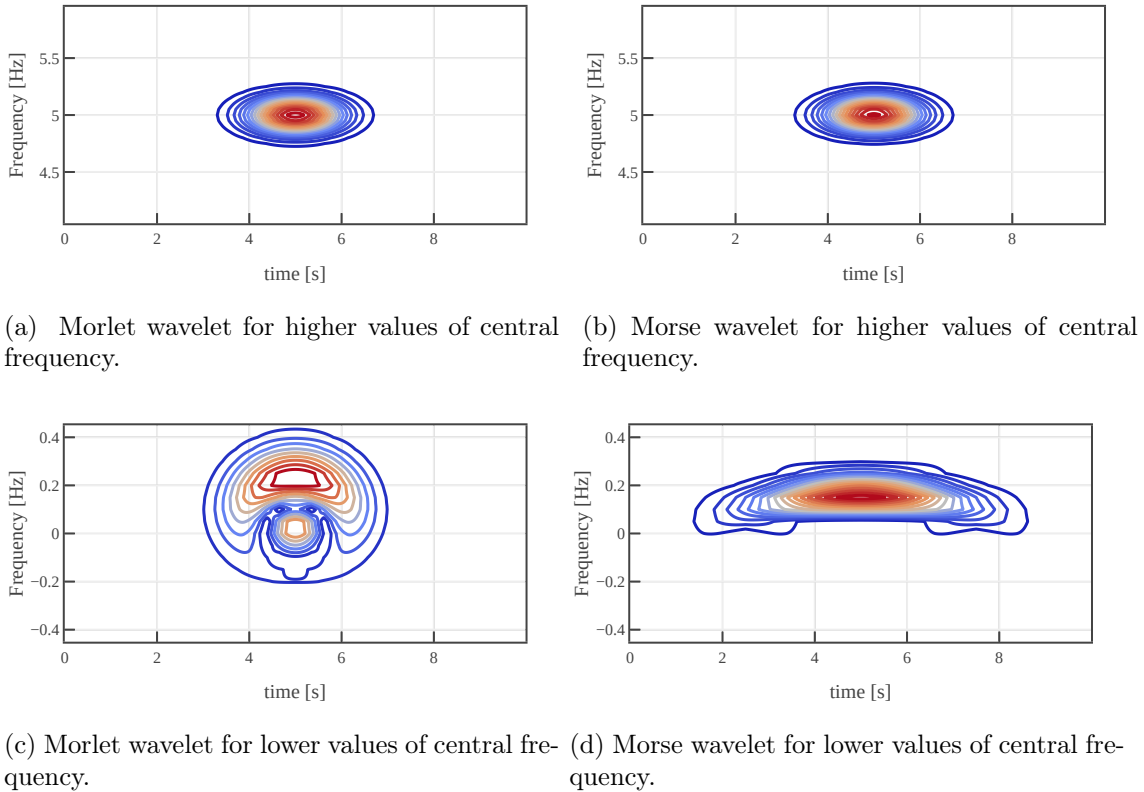 Frequency [Hz]
5.5
5
4.5
0
2
4
6
8
time [s]
Frequency [Hz]
5.5
5
4.5
0
2
4
6
8
time [s]
(a) Morlet wavelet for higher values of central
frequency.
(b) Morse wavelet for higher values of central
frequency.
Frequency [Hz]
0.4
0.2
0
−0.2
−0.4
0
2
4
6
8
time [s]
Frequency [Hz]
0.4
0.2
0
−0.2
−0.4
0
2
4
6
8
time [s]
(c) Morlet wavelet for lower values of central fre-
quency.
(d) Morse wavelet for lower values of central fre-
quency.